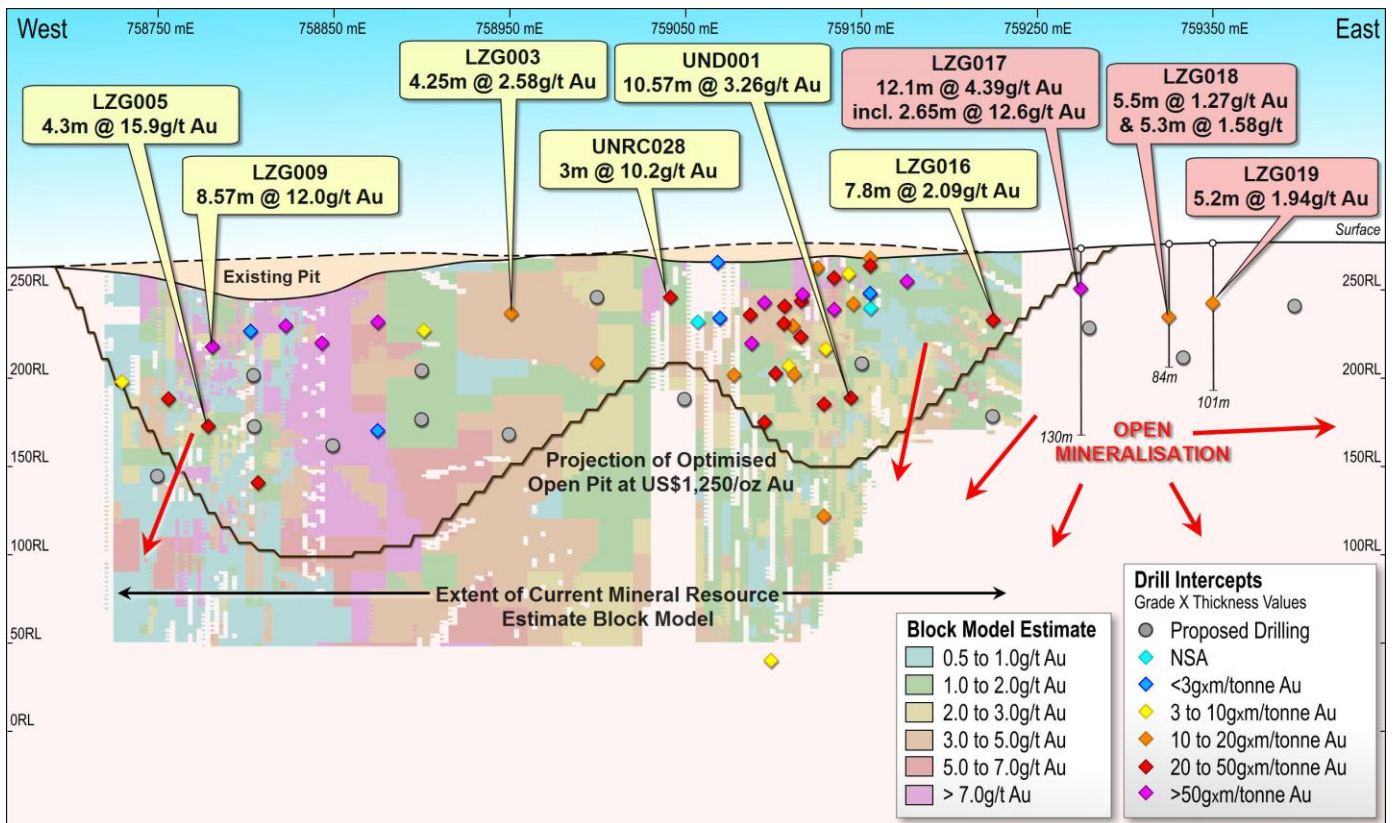 West
758750 mE
758850 mE
758950 mE
759050 mE
759150 mE
759250 mE
759350 mE
East
LZG005
4.3m @ 15.9g/t Au
LZG009
8.57m @ 12.0g/t Au
LZG003
4.25m @ 2.58g/t Au
UNRC028
3m @ 10.2g/t Au
UND001
10.57m @ 3.26g/t Au
LZG016
7.8m @ 2.09g/t Au
LZG017
12.1m @ 4.39g/t Au
incl. 2.65m @ 12.6g/t Au
LZG018
5.5m @ 1.27g/t Au
& 5.3m @ 1.58g/t
LZG019
5.2m @ 1.94g/t Au
Surface
Existing Pit
250RL
250RL
200RL
200RL
84m
101m
130m
OPEN
MINERALISATION
Projection of Optimised
Open Pit at US$1,250/oz Au
150RL
150RL
100RL
100RL
Extent of Current Mineral Resource
Estimate Block Model
50RL
0RL
Block Model Estimate
0.5 to 1.0g/t Au
1.0 to 2.0g/t Au
2.0 to 3.0g/t Au
3.0 to 5.0g/t Au
5.0 to 7.0g/t Au
> 7.0g/t Au
Drill Intercepts
Grade X Thickness Values
Proposed Drilling
NSA
<3gxm/tonne Au
3 to 10gxm/tonne Au
10 to 20gxm/tonne Au
20 to 50gxm/tonne Au
>50gxm/tonne Au